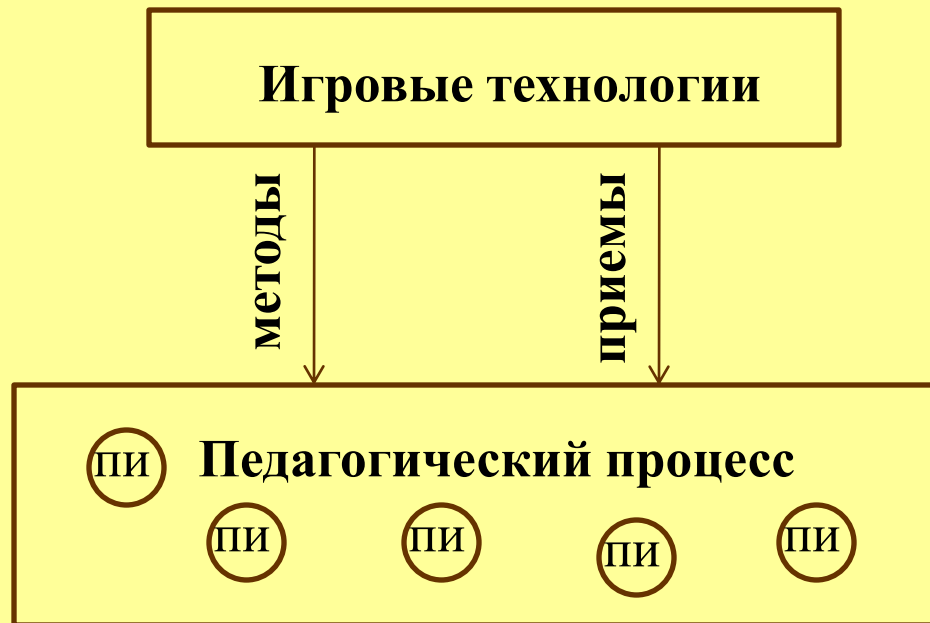 Игровые технологии
методы
приемы
Педагогический процесс
ПИ
ПИ
ПИ
ПИ
ПИ